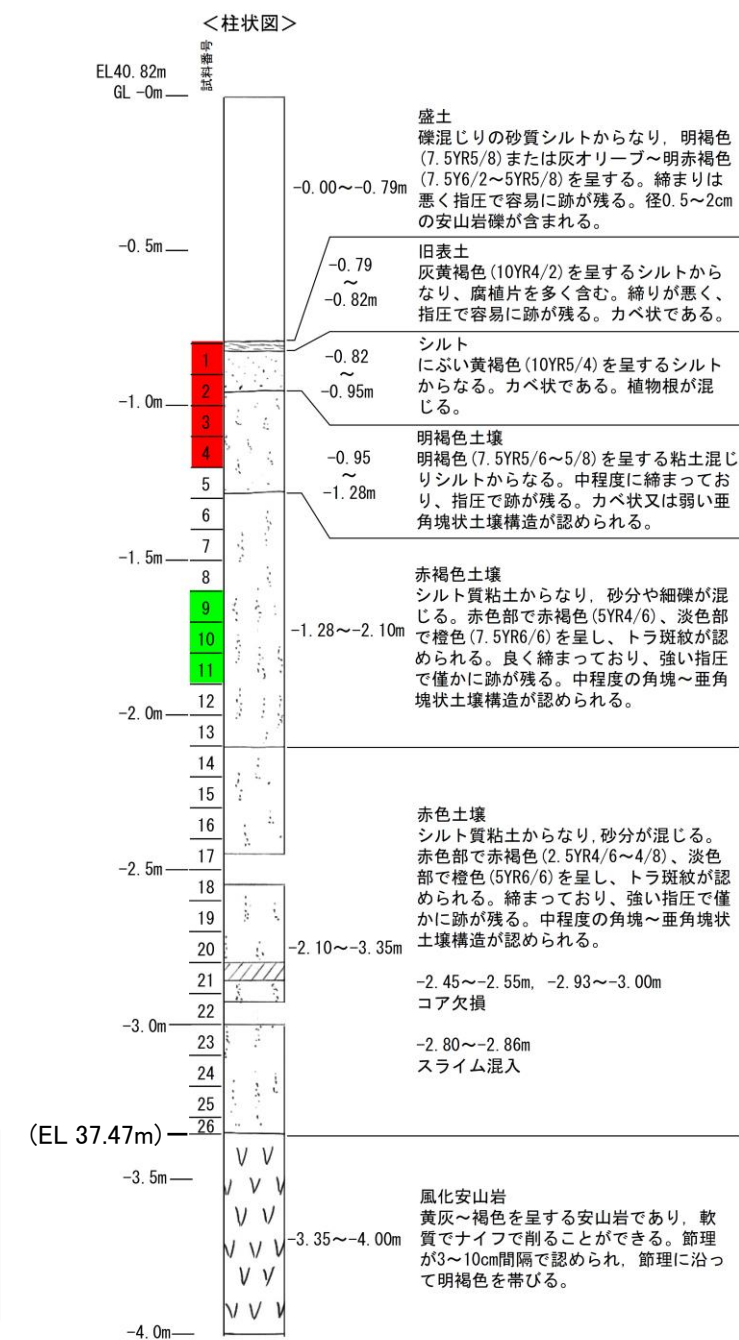 <柱状図>
試料番号
EL40.82m
GL -0m
-0.5m
-1.0m
-1.5m
-2.0m
-2.5m
-3.0m
(EL 37.47m)
-3.5m
-4.0m
1
2
3
4
5
6
7
8
9
10
11
12
13
14
15
16
17
18
19
20
21
22
23
24
25
26
-0.00~-0.79m
盛土
礫混じりの砂質シルトからなり,明褐色
(7.5YR5/8)または灰オリーブ~明赤褐色
(7.5Y6/2~5YR5/8)を呈する。締まりは
悪く指圧で容易に跡が残る。径0.5~2cm
の安山岩礫が含まれる。
-0.79
~
-0.82m
旧表土
灰黄褐色(10YR4/2)を呈するシルトから
なり、腐植片を多く含む。締りが悪く、
指圧で容易に跡が残る。カベ状である。
-0.82
~
-0.95m
シルト
にぶい黄褐色(10YR5/4)を呈するシルト
からなる。カベ状である。植物根が混
じる。
-0.95
~
-1.28m
明褐色土壌
明褐色(7.5YR5/6~5/8)を呈する粘土混じ
りシルトからなる。中程度に締まってお
り、指圧で跡が残る。カベ状又は弱い亜
角塊状土壌構造が認められる。
-1.28~-2.10m
赤褐色土壌
シルト質粘土からなり,砂分や細礫が混
じる。赤色部で赤褐色(5YR4/6)、淡色部
で橙色(7.5YR6/6)を呈し、トラ斑紋が認
められる。良く締まっており、強い指圧
で僅かに跡が残る。中程度の角塊~亜角
塊状土壌構造が認められる。
-2.10~-3.35m
赤色土壌
シルト質粘土からなり,砂分が混じる。
赤色部で赤褐色(2.5YR4/6~4/8)、淡色
部で橙色(5YR6/6)を呈し、トラ斑紋が認
められる。締まっており、強い指圧で僅
かに跡が残る。中程度の角塊~亜角塊状
土壌構造が認められる。
-2.45~-2.55m, -2.93~-3.00m
コア欠損
-2.80~-2.86m
スライム混入
-3.35~-4.00m
風化安山岩
黄灰~褐色を呈する安山岩であり,軟
質でナイフで削ることができる。節理
が3~10cm間隔で認められ,節理に沿っ
て明褐色を帯びる。